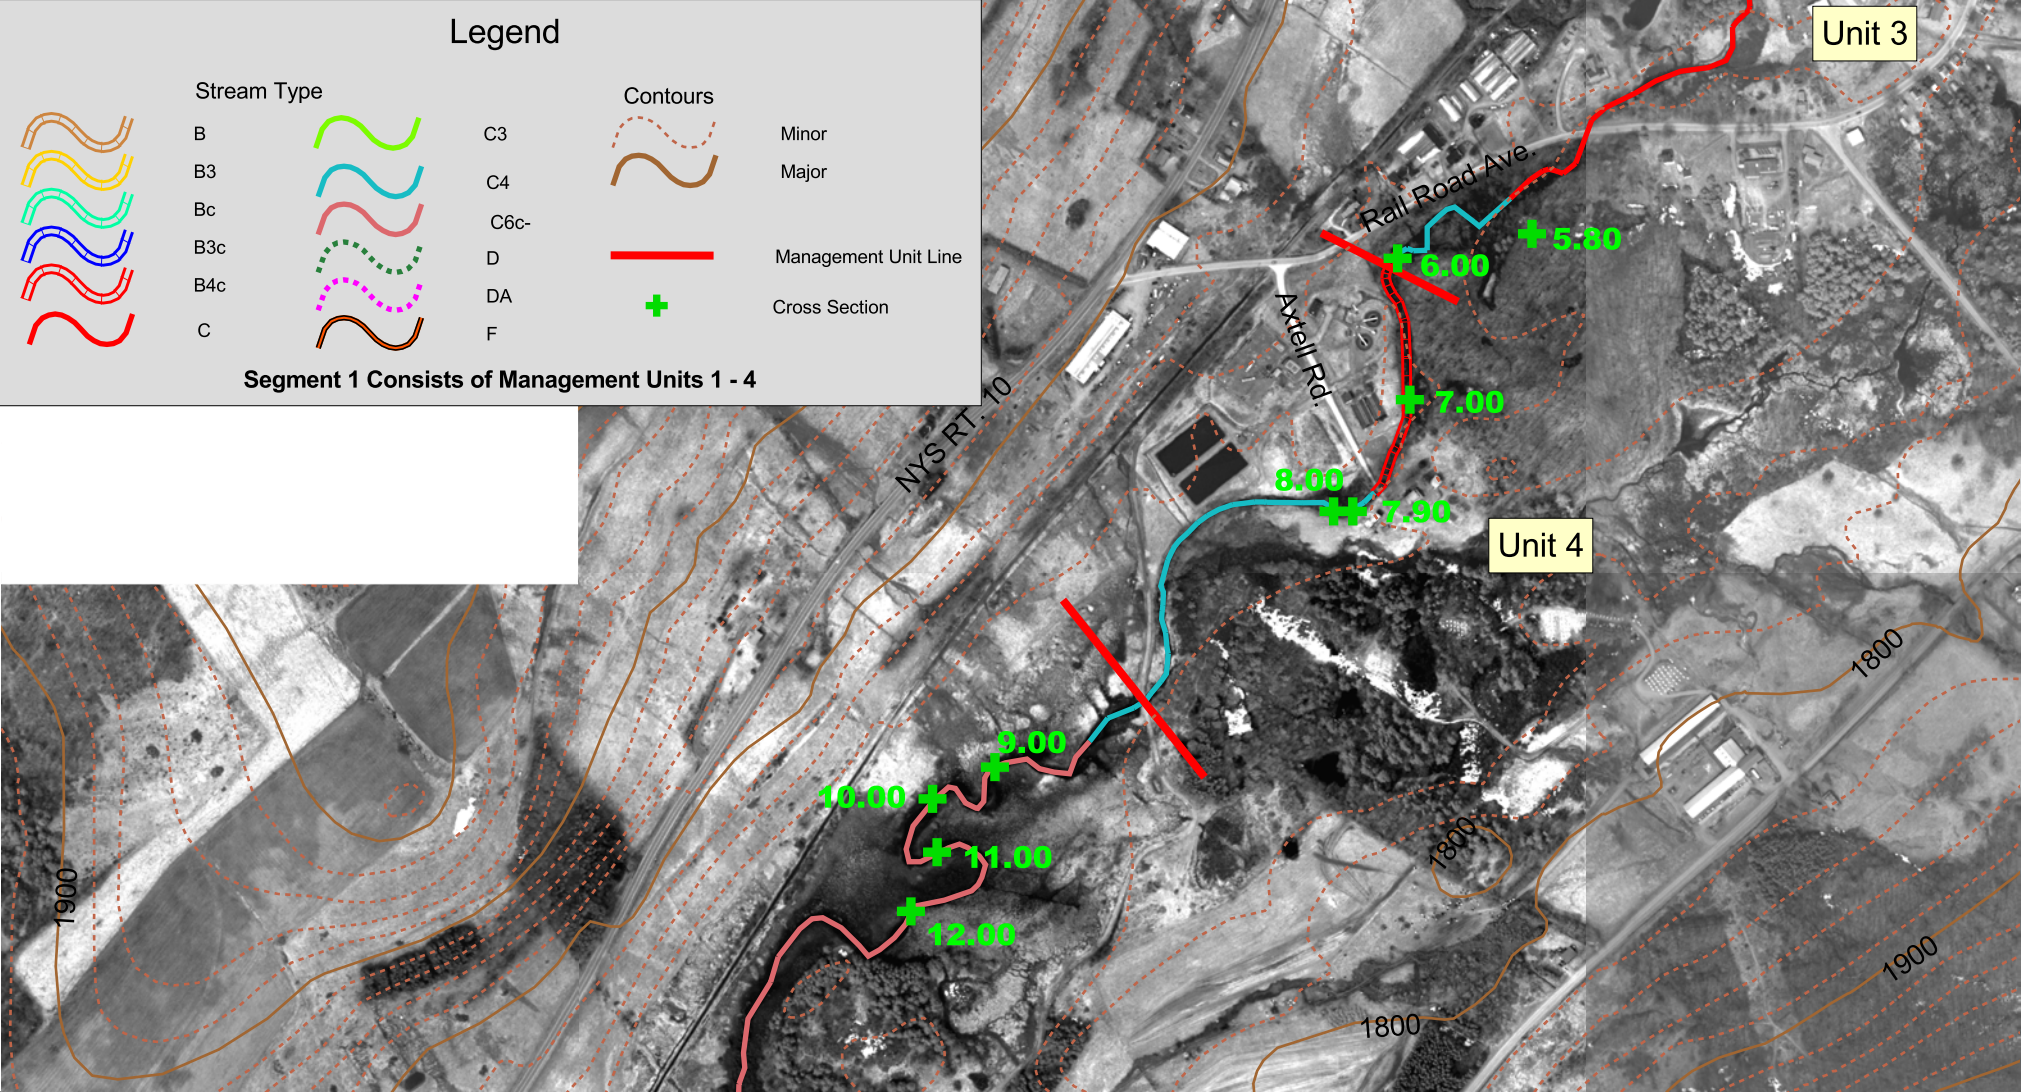 Legend
Stream Type
Contours
B
C3
Minor
B3
C4
Major
Bc
C6c-
B3c
D
Management Unit Line
B4c
DA
Cross Section
C
F
Segment 1 Consists of Management Units 1 - 4
Unit 3
Rail Road Ave.
5.80
6.00
Axtell Rd.
NYS RT. 10
7.00
8.00
7.90
Unit 4
1800
9.00
10.00
11.00
1800
12.00
1900
1900
1800